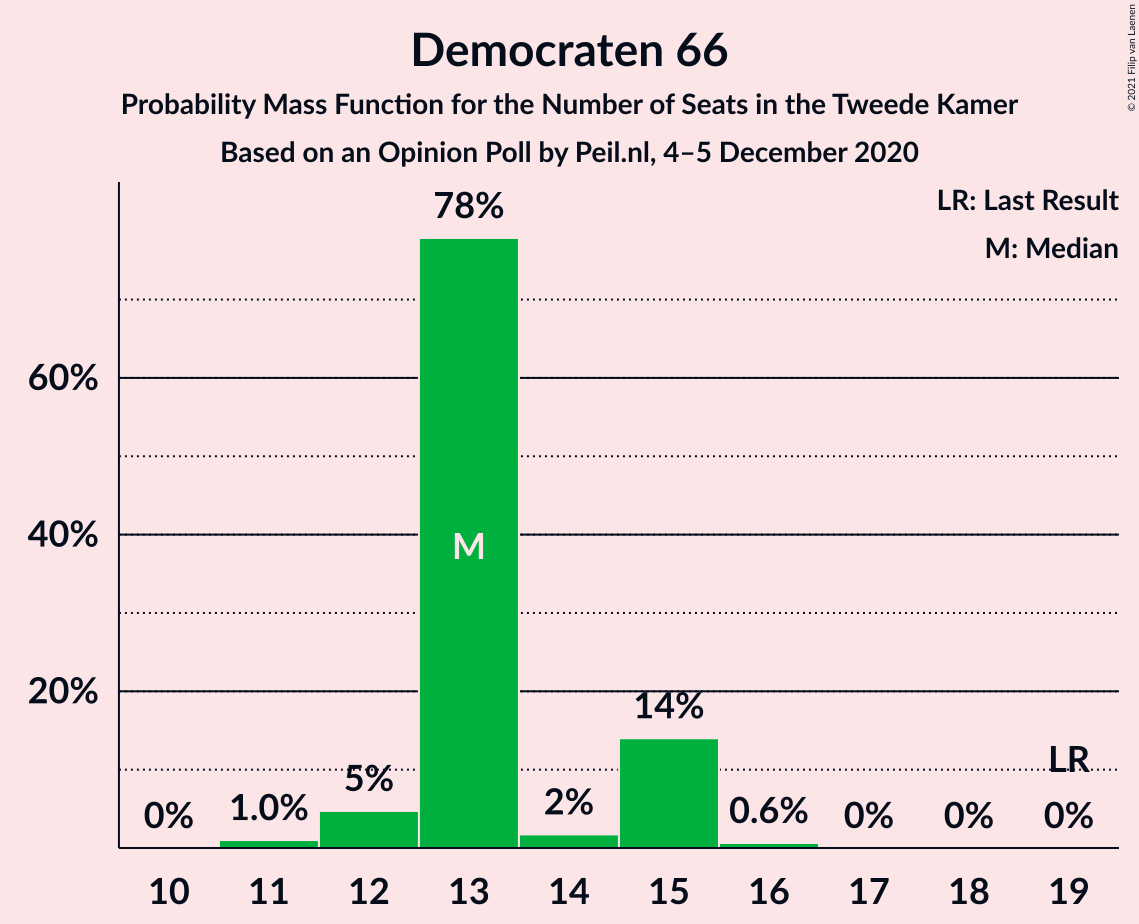 Democraten 66
Probability Mass Function for the Number of Seats in the Tweede Kamer
Based on an Opinion Poll by Peil.nl, 4–5 December 2020
© 2021 Filip van Laenen
LR: Last Result
M: Median
78%
60%
40%
20%
M
0%
1.0%
5%
2%
14%
0.6%
0%
0%
LR
0%
10 11 12 13 14 15 16 17 18 19